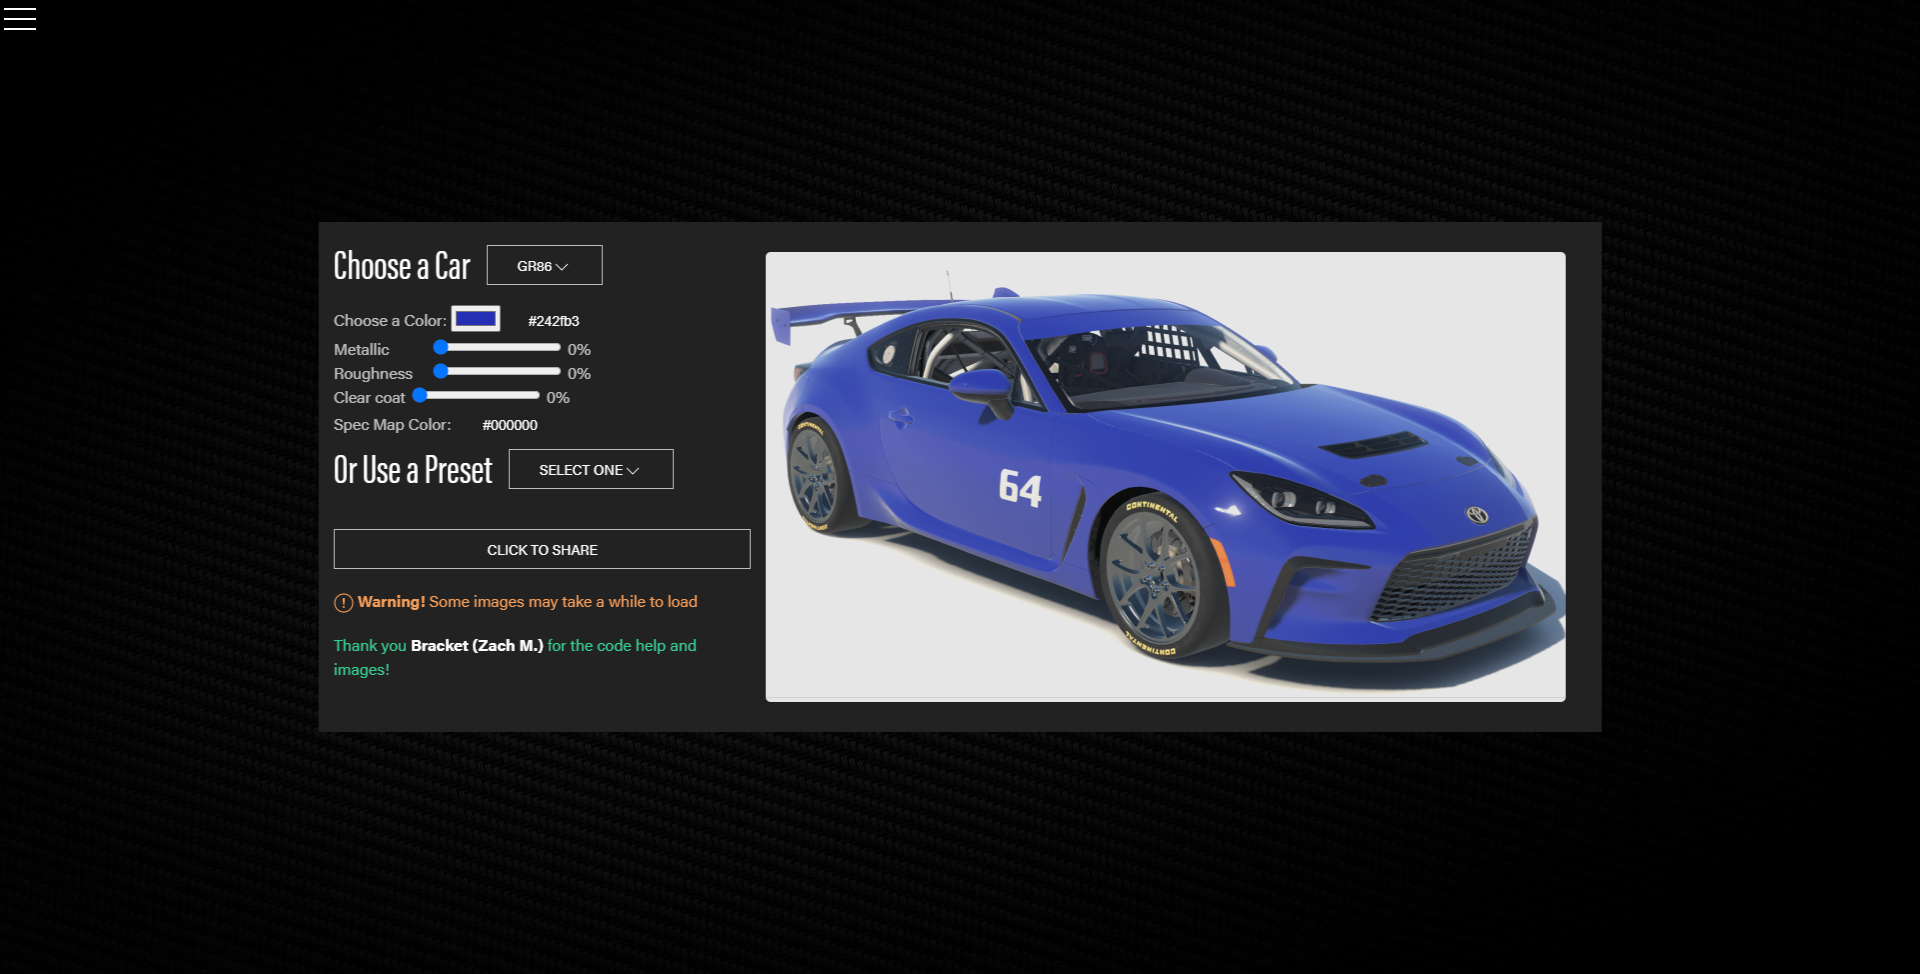 Choose a Car
GR86
Choose a Color:
#242fb3
Metallic
0%
Roughness
0%
Clear coat
0%
Spec Map Color:
#000000
Or Use a Preset
SELECT ONE
CLICK TO SHARE
Warning! Some images may take a while to load
Thank you Bracket (Zach M.) for the code help and
images!
CONTINENTAL
CONTINENTAL
64
CONTINENTAL
CONTINENTAL